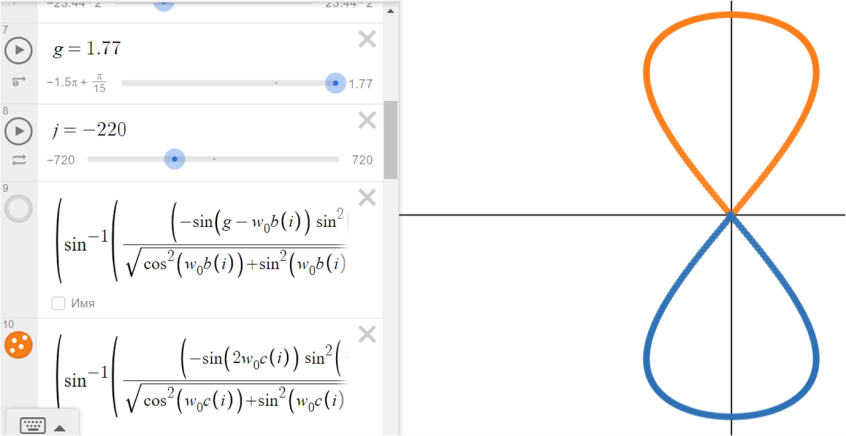 −23.44 · 2 23.44 · 2
7
g = 1.77
−1.5π + π/15 1.77
8
j = −220
−720 720
9
(sin⁻¹( (−sin(g − w₀b(i)) sin²(
√cos²(w₀b(i))+sin²(w₀b(i)
Имя
10
(sin⁻¹( (−sin(2w₀c(i)) sin²(
√cos²(w₀c(i))+sin²(w₀c(i)